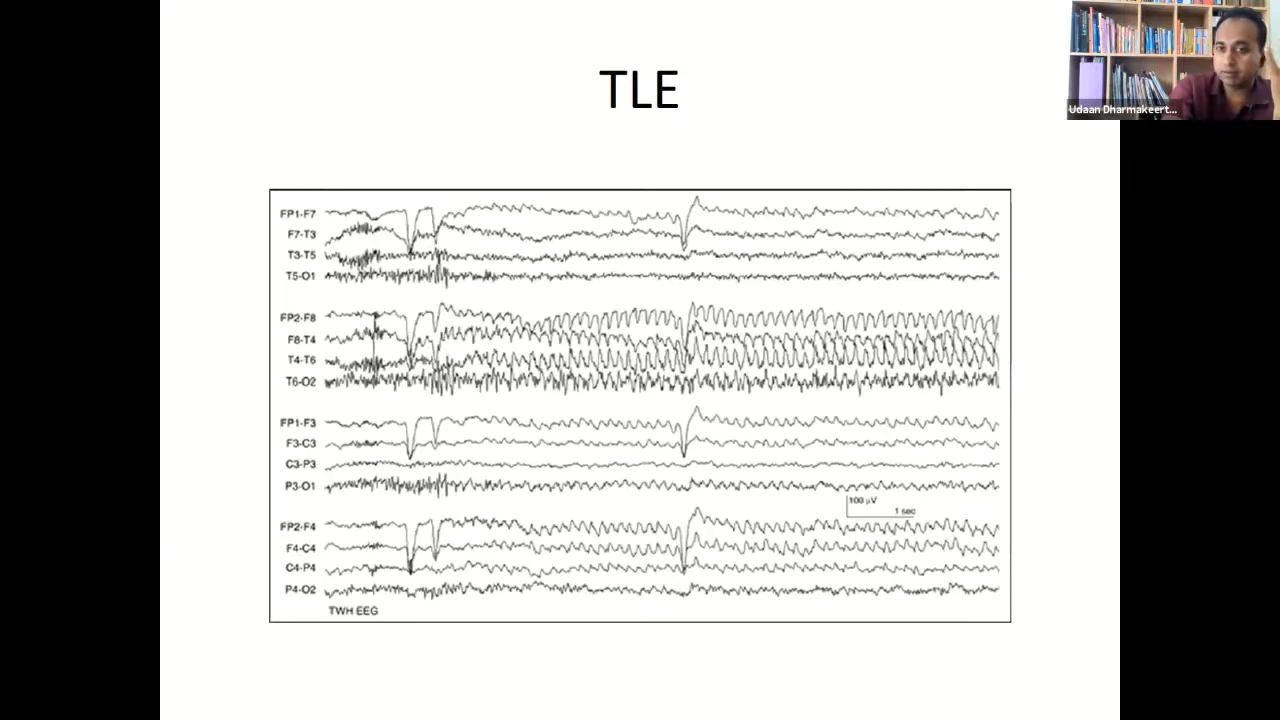 TLE
Udaan Dharmakeert...
FP1-F7
F7-T3
T3-T5
T5-O1
FP2-F8
F8-T4
T4-T6
T6-O2
FP1-F3
F3-C3
C3-P3
P3-O1
100 µV
1 sec
FP2-F4
F4-C4
C4-P4
P4-O2
TWH EEG